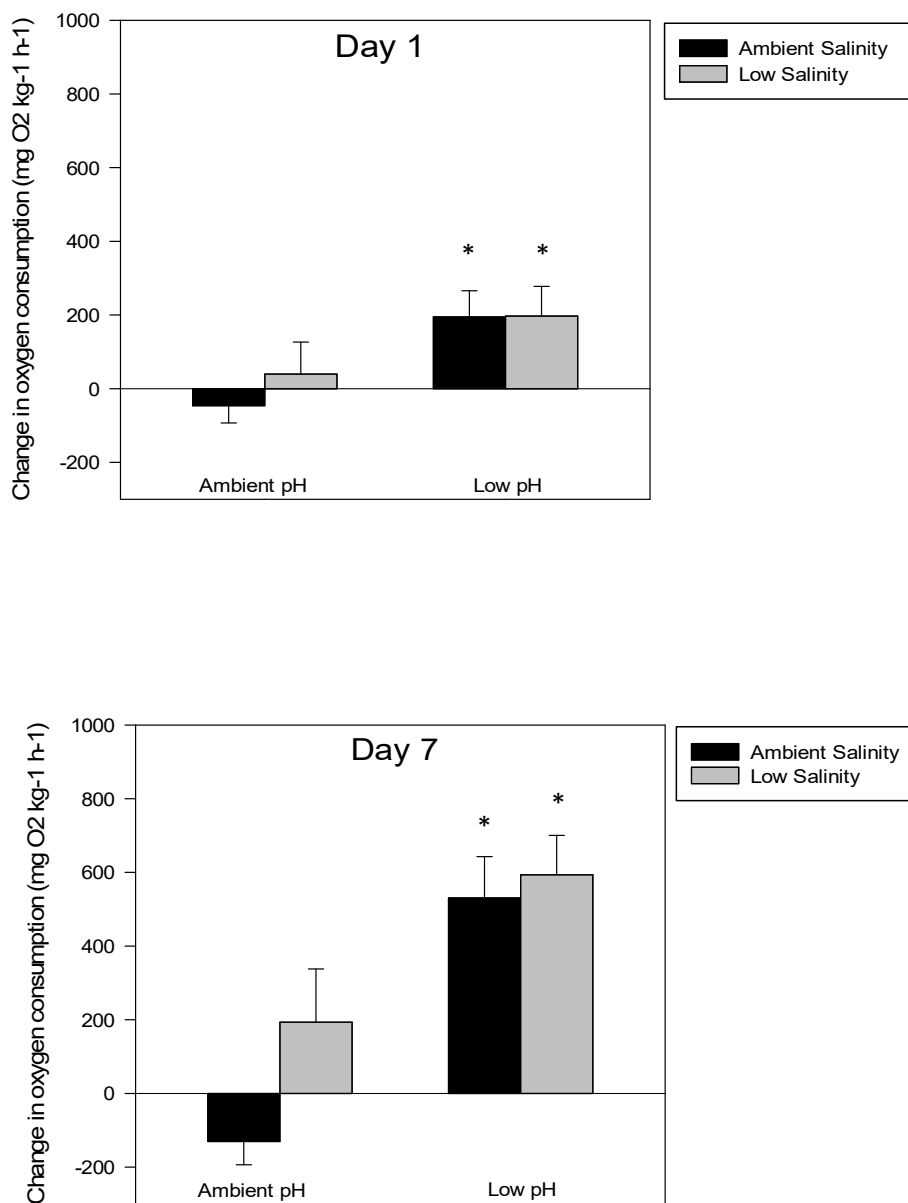 Day 1
Change in oxygen consumption (mg O2 kg-1 h-1)
1000
800
600
400
200
0
-200
*
*
Ambient pH
Low pH
Ambient Salinity
Low Salinity
Day 7
Change in oxygen consumption (mg O2 kg-1 h-1)
1000
800
600
400
200
0
-200
*
*
Ambient pH
Low pH
Ambient Salinity
Low Salinity